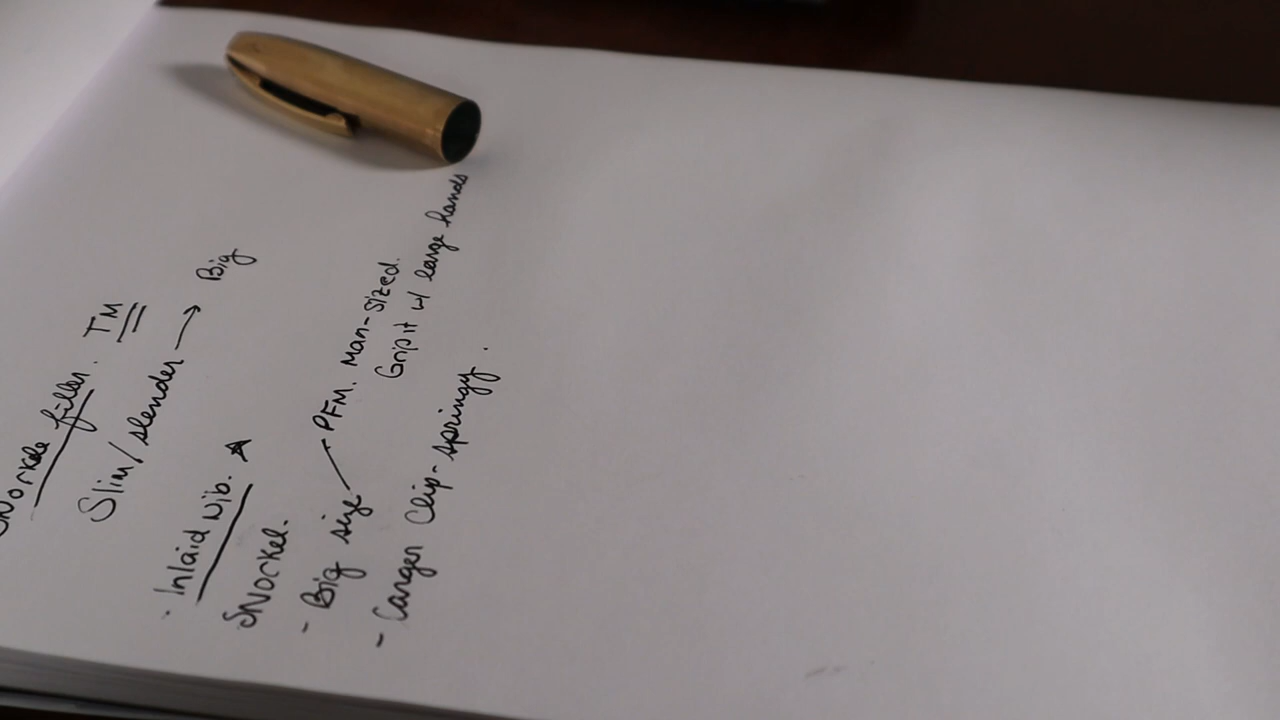 Snorkel filler. TM
Slim/slender → Big
- Inlaid Nib. ★
Snorkel.
- Big size - PFM. Man-sized.
Grip it w/ large hands
- Larger Clip - springy.